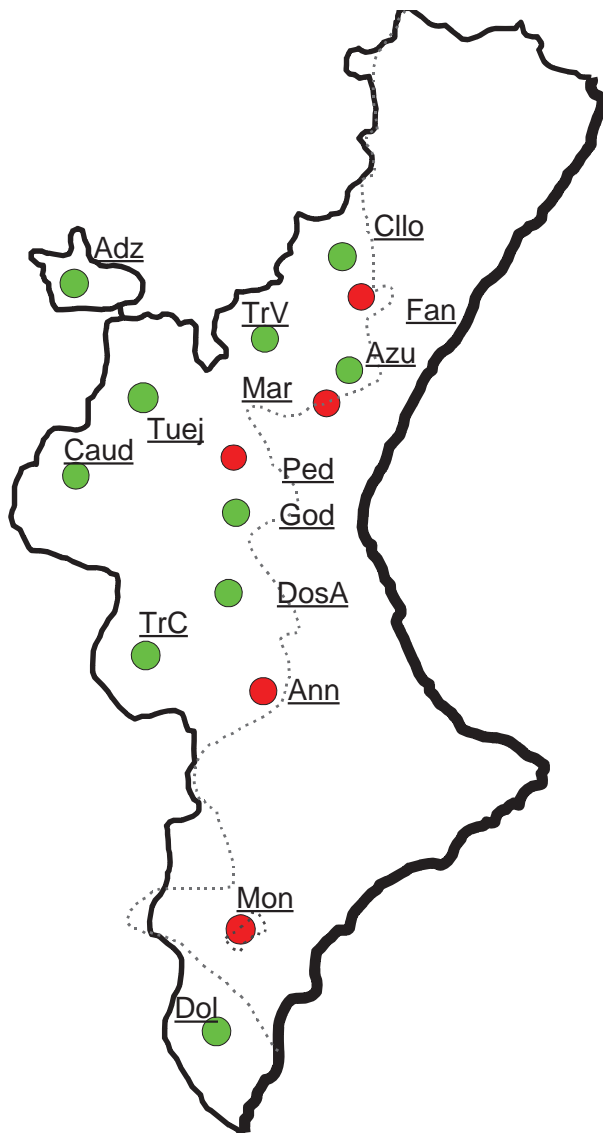 Cllo
Adz
Fan
TrV
Azu
Mar
Tuej
Caud
Ped
God
DosA
TrC
Ann
Mon
Dol